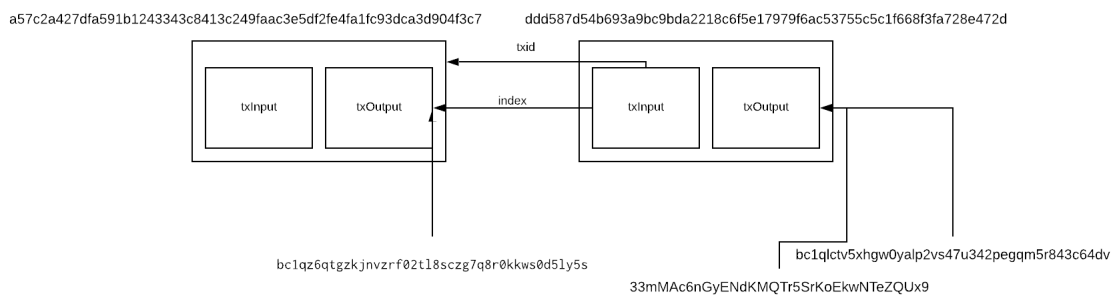 a57c2a427dfa591b1243343c8413c249faac3e5df2fe4fa1fc93dca3d904f3c7
ddd587d54b693a9bc9bda2218c6f5e17979f6ac53755c5c1f668f3fa728e472d
txid
txInput
txOutput
index
txInput
txOutput
bc1qlctv5xhgw0yalp2vs47u342pegqm5r843c64dv
bc1qz6qtgzkjnvzrf02tl8sczg7q8r0kkws0d5ly5s
33mMAc6nGyENdKMQTr5SrKoEkwNTeZQUx9